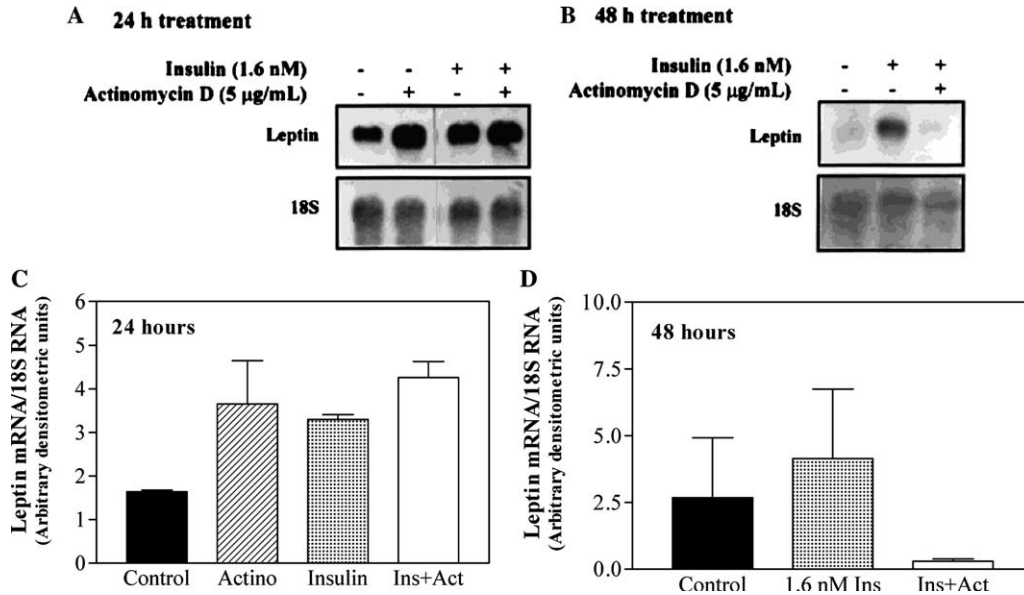 A 24 h treatment
Insulin (1.6 nM) - - + +
Actinomycin D (5 µg/mL) - + - +
Leptin
18S
B 48 h treatment
Insulin (1.6 nM) - + +
Actinomycin D (5 µg/mL) - - +
Leptin
18S
C
Leptin mRNA/18S RNA
(Arbitrary densitometric units)
24 hours
6
5
4
3
2
1
0
Control Actino Insulin Ins+Act
D
Leptin mRNA/18S RNA
(Arbitrary densitometric units)
48 hours
10.0
7.5
5.0
2.5
0.0
Control 1.6 nM Ins Ins+Act